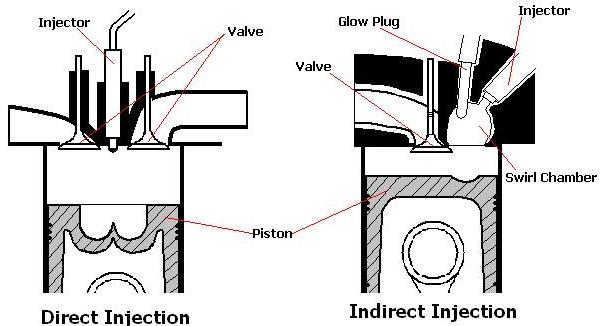 Injector
Valve
Direct Injection
Piston
Glow Plug
Injector
Valve
Swirl Chamber
Indirect Injection